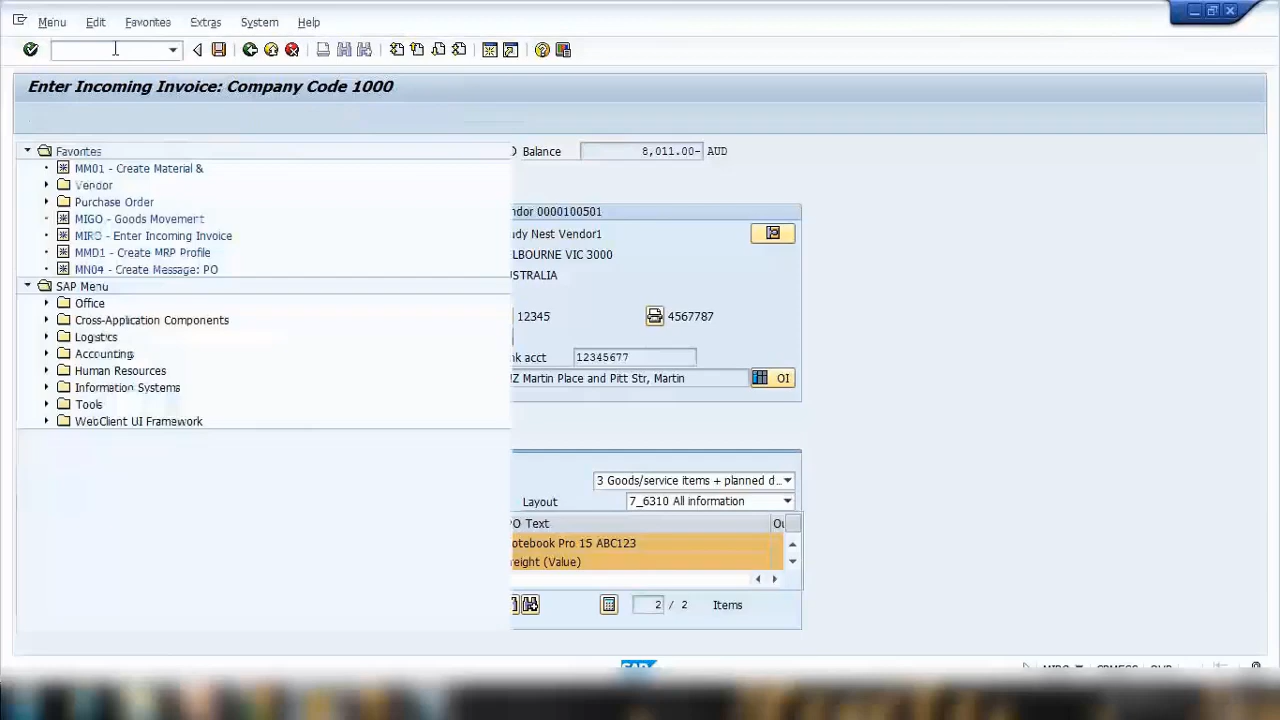 Menu Edit Favorites Extras System Help
Enter Incoming Invoice: Company Code 1000
Favorites
MM01 - Create Material &
Vendor
Purchase Order
MIGO - Goods Movement
MIRO - Enter Incoming Invoice
MMD1 - Create MRP Profile
MN04 - Create Message: PO
SAP Menu
Office
Cross-Application Components
Logistics
Accounting
Human Resources
Information Systems
Tools
WebClient UI Framework
Balance 8,011.00- AUD
ndor 0000100501
udy Nest Vendor1
LBOURNE VIC 3000
STRALIA
12345 4567787
nk acct 12345677
Z Martin Place and Pitt Str, Martin OI
3 Goods/service items + planned d...
Layout 7_6310 All information
O Text
otebook Pro 15 ABC123
reight (Value)
2 / 2 Items
SAP